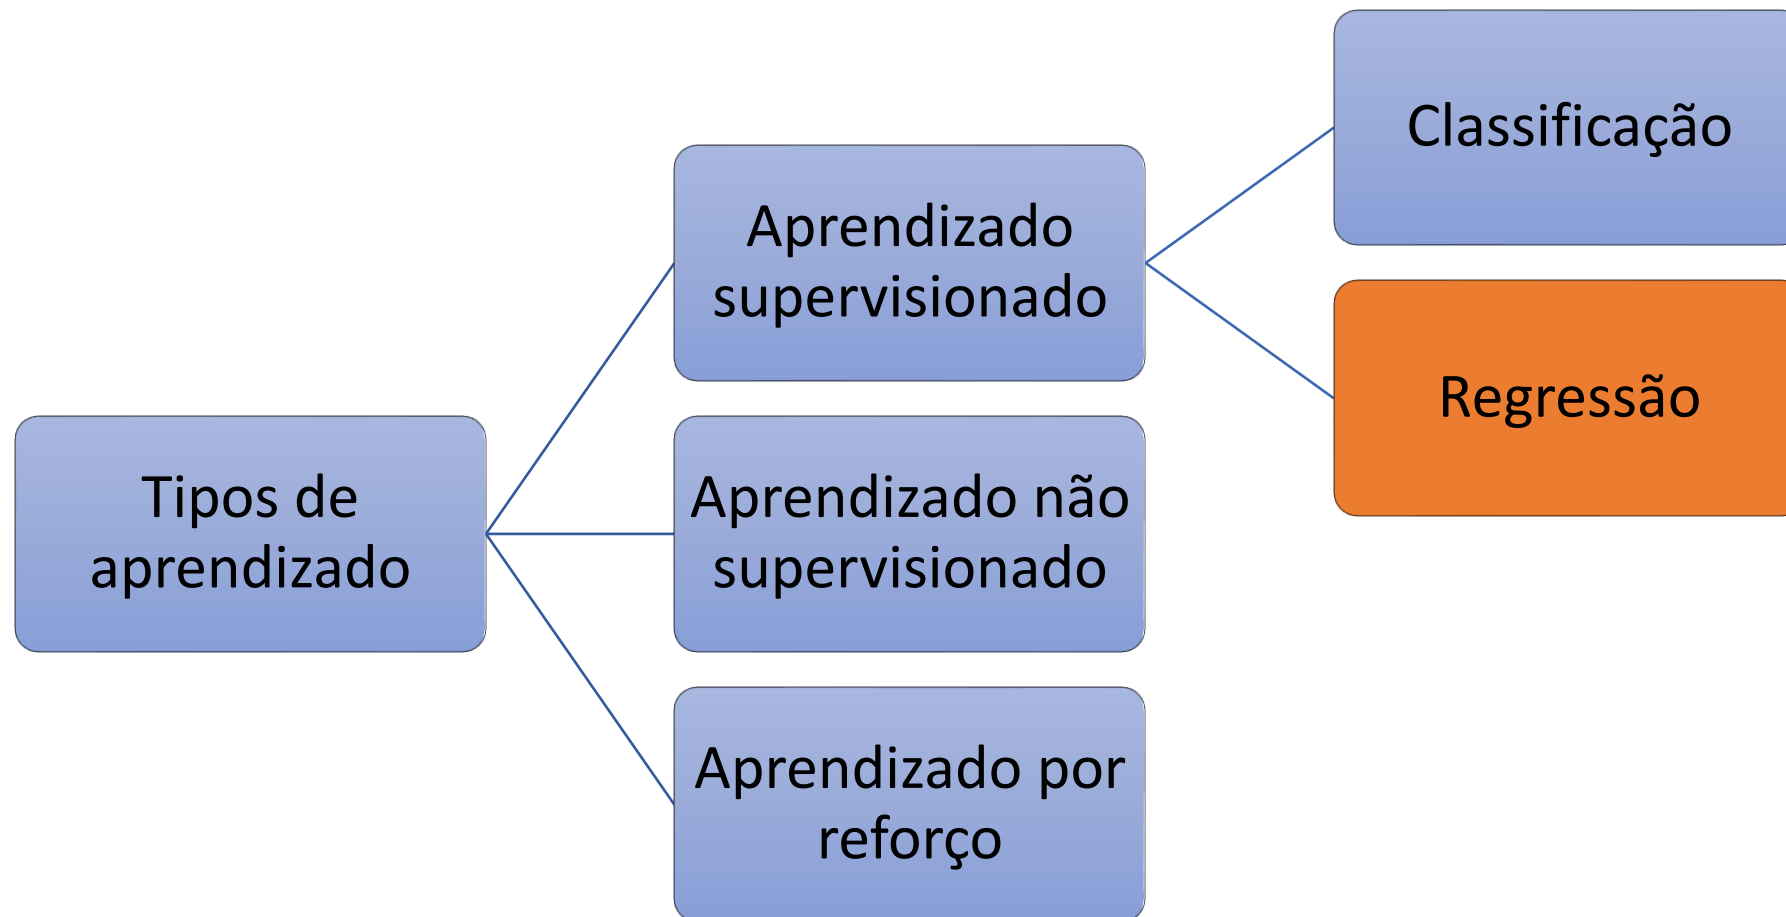 Tipos de
aprendizado
Aprendizado
supervisionado
Classificação
Regressão
Aprendizado não
supervisionado
Aprendizado por
reforço